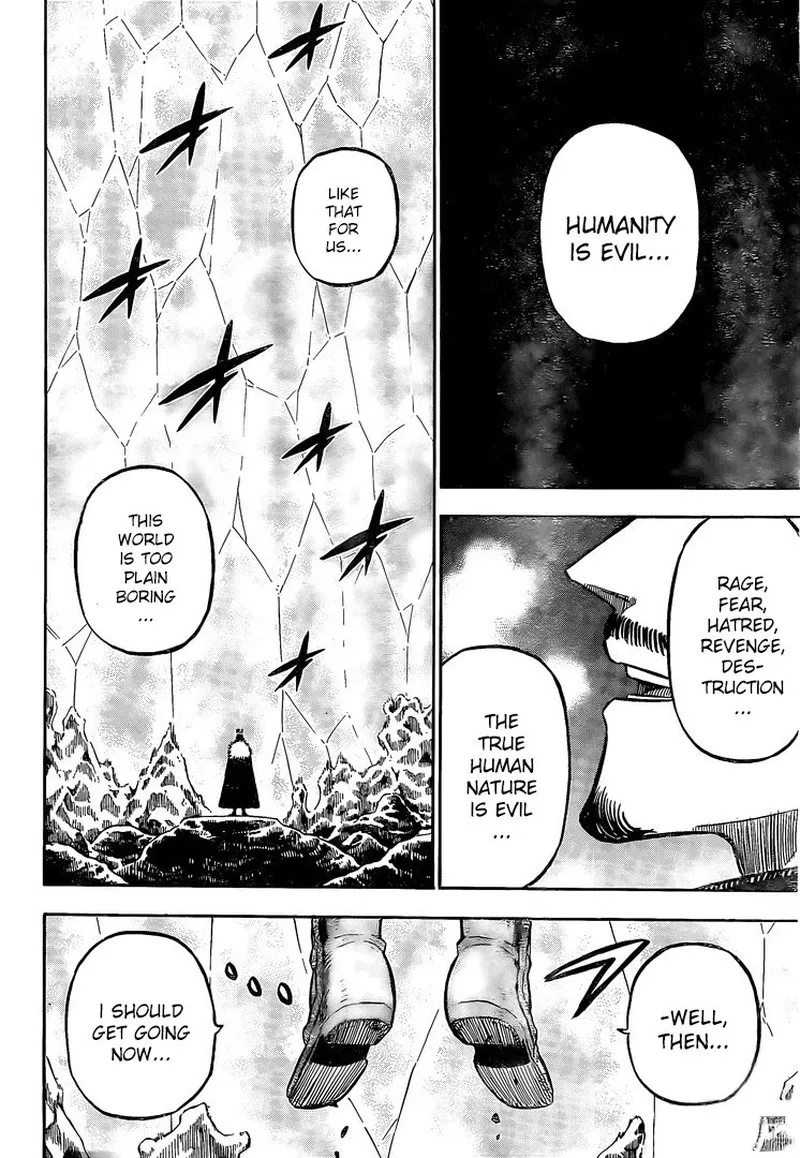 HUMANITY
IS EVIL...
RAGE,
FEAR,
HATRED,
REVENGE,
DES-
TRUCTION
...
THE
TRUE
HUMAN
NATURE
IS EVIL
...
LIKE
THAT
FOR
US...
THIS
WORLD
IS TOO
PLAIN
BORING
...
-WELL,
THEN...
I SHOULD
GET GOING
NOW...